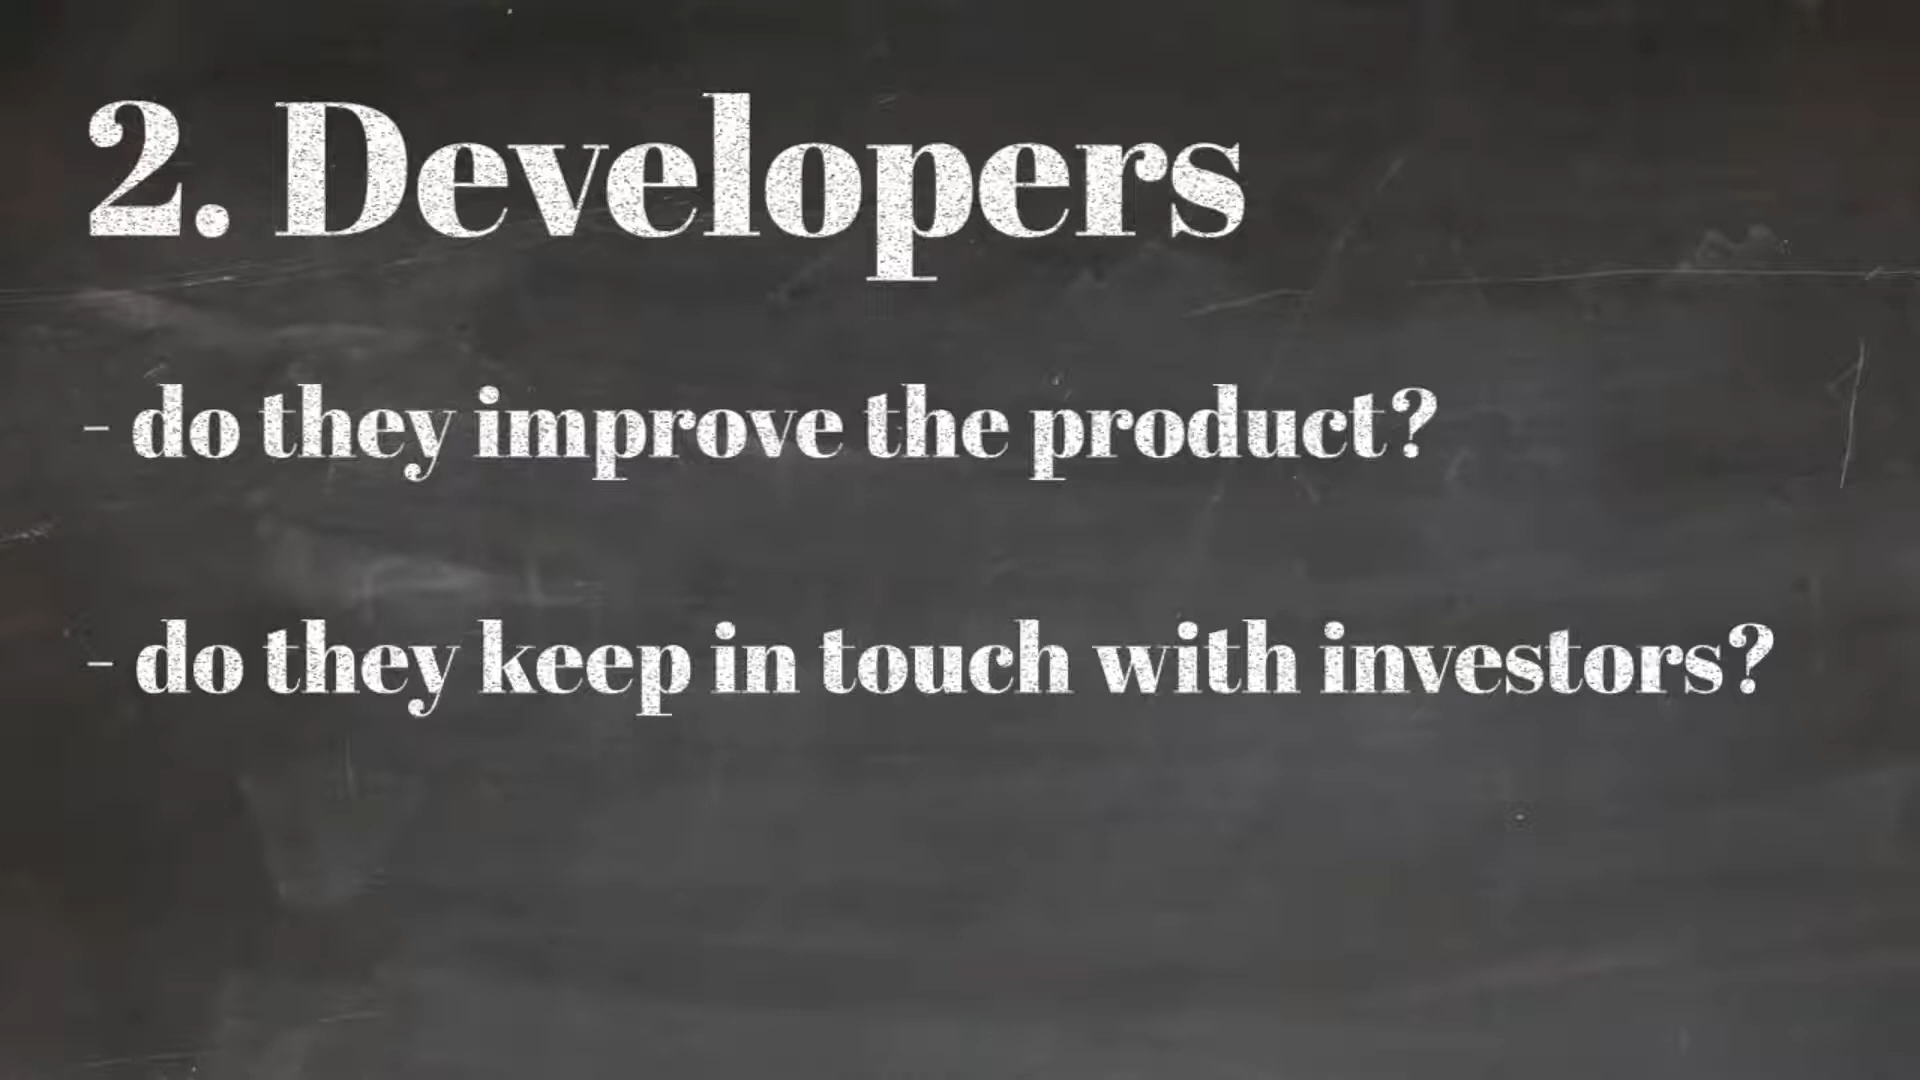 2. Developers
- do they improve the product?
- do they keep in touch with investors?